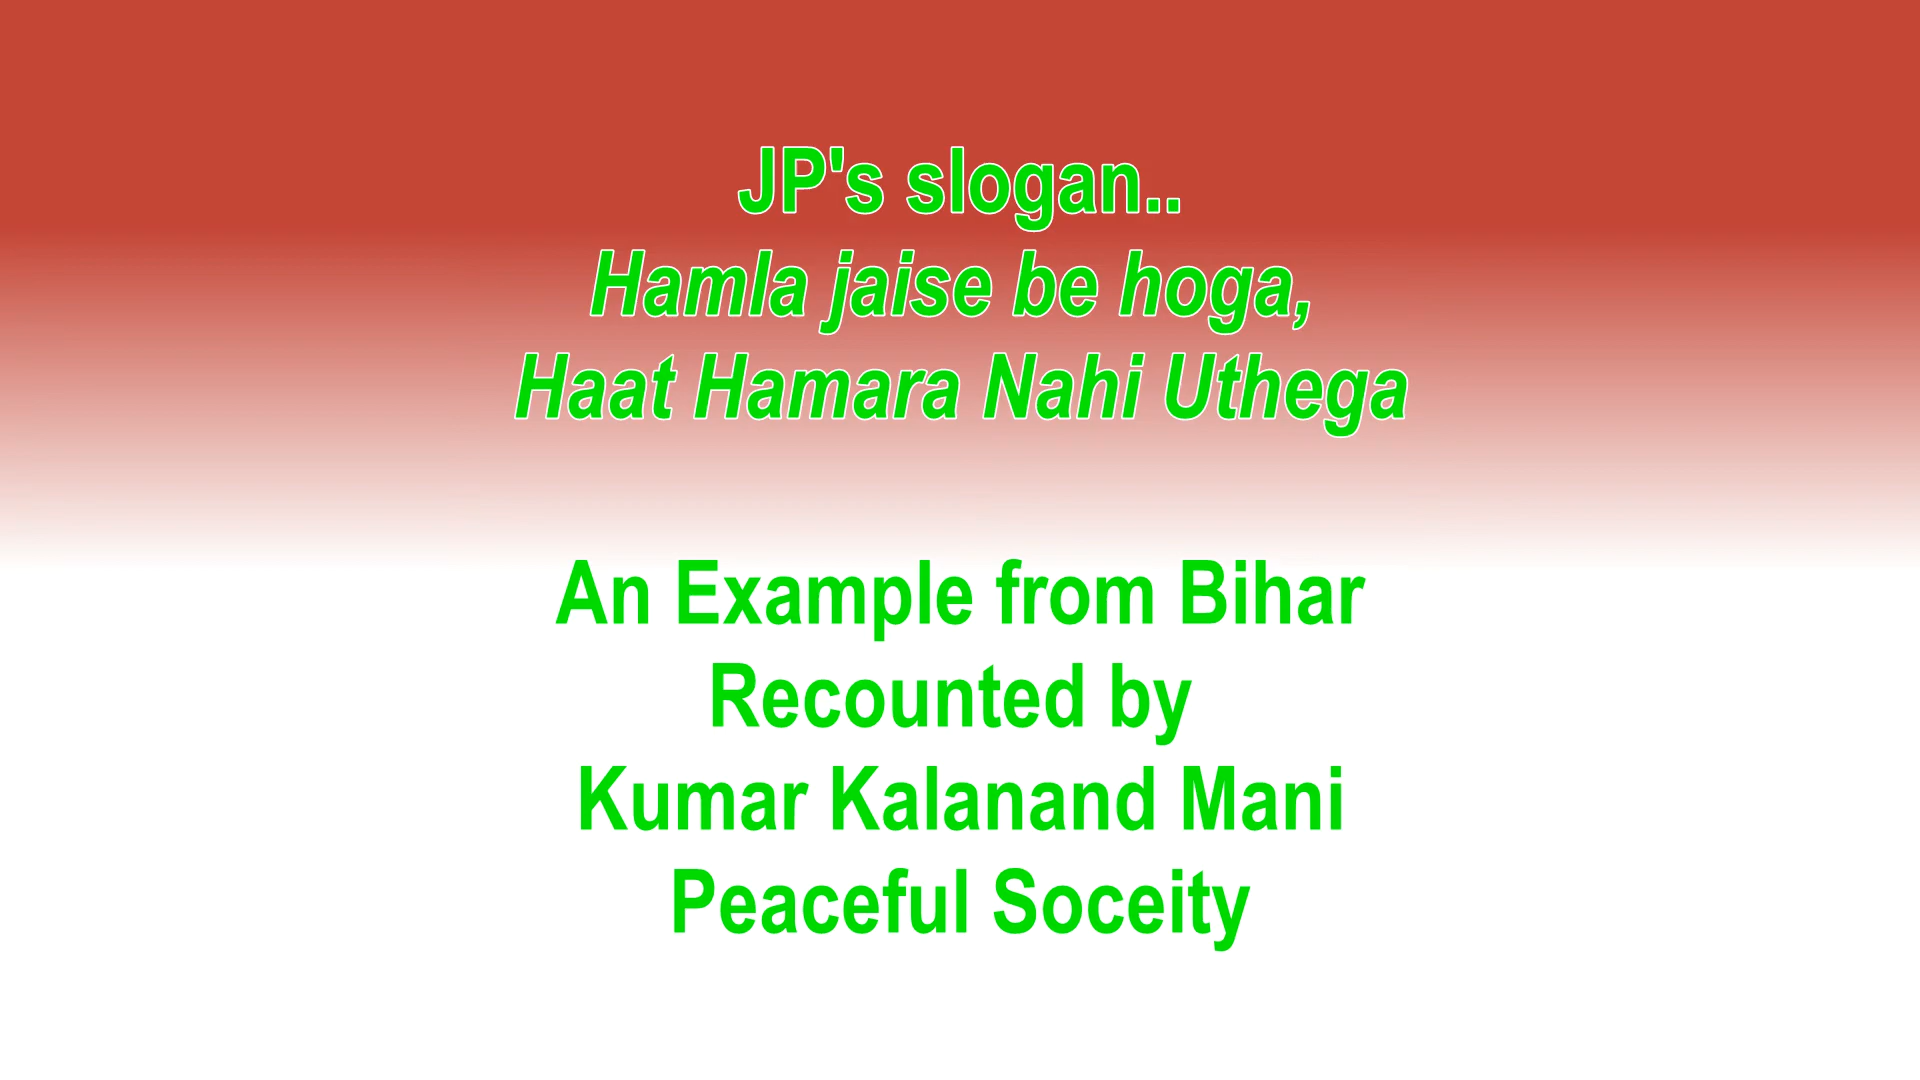 JP's slogan..
Hamla jaise be hoga,
Haat Hamara Nahi Uthega
An Example from Bihar
Recounted by
Kumar Kalanand Mani
Peaceful Soceity